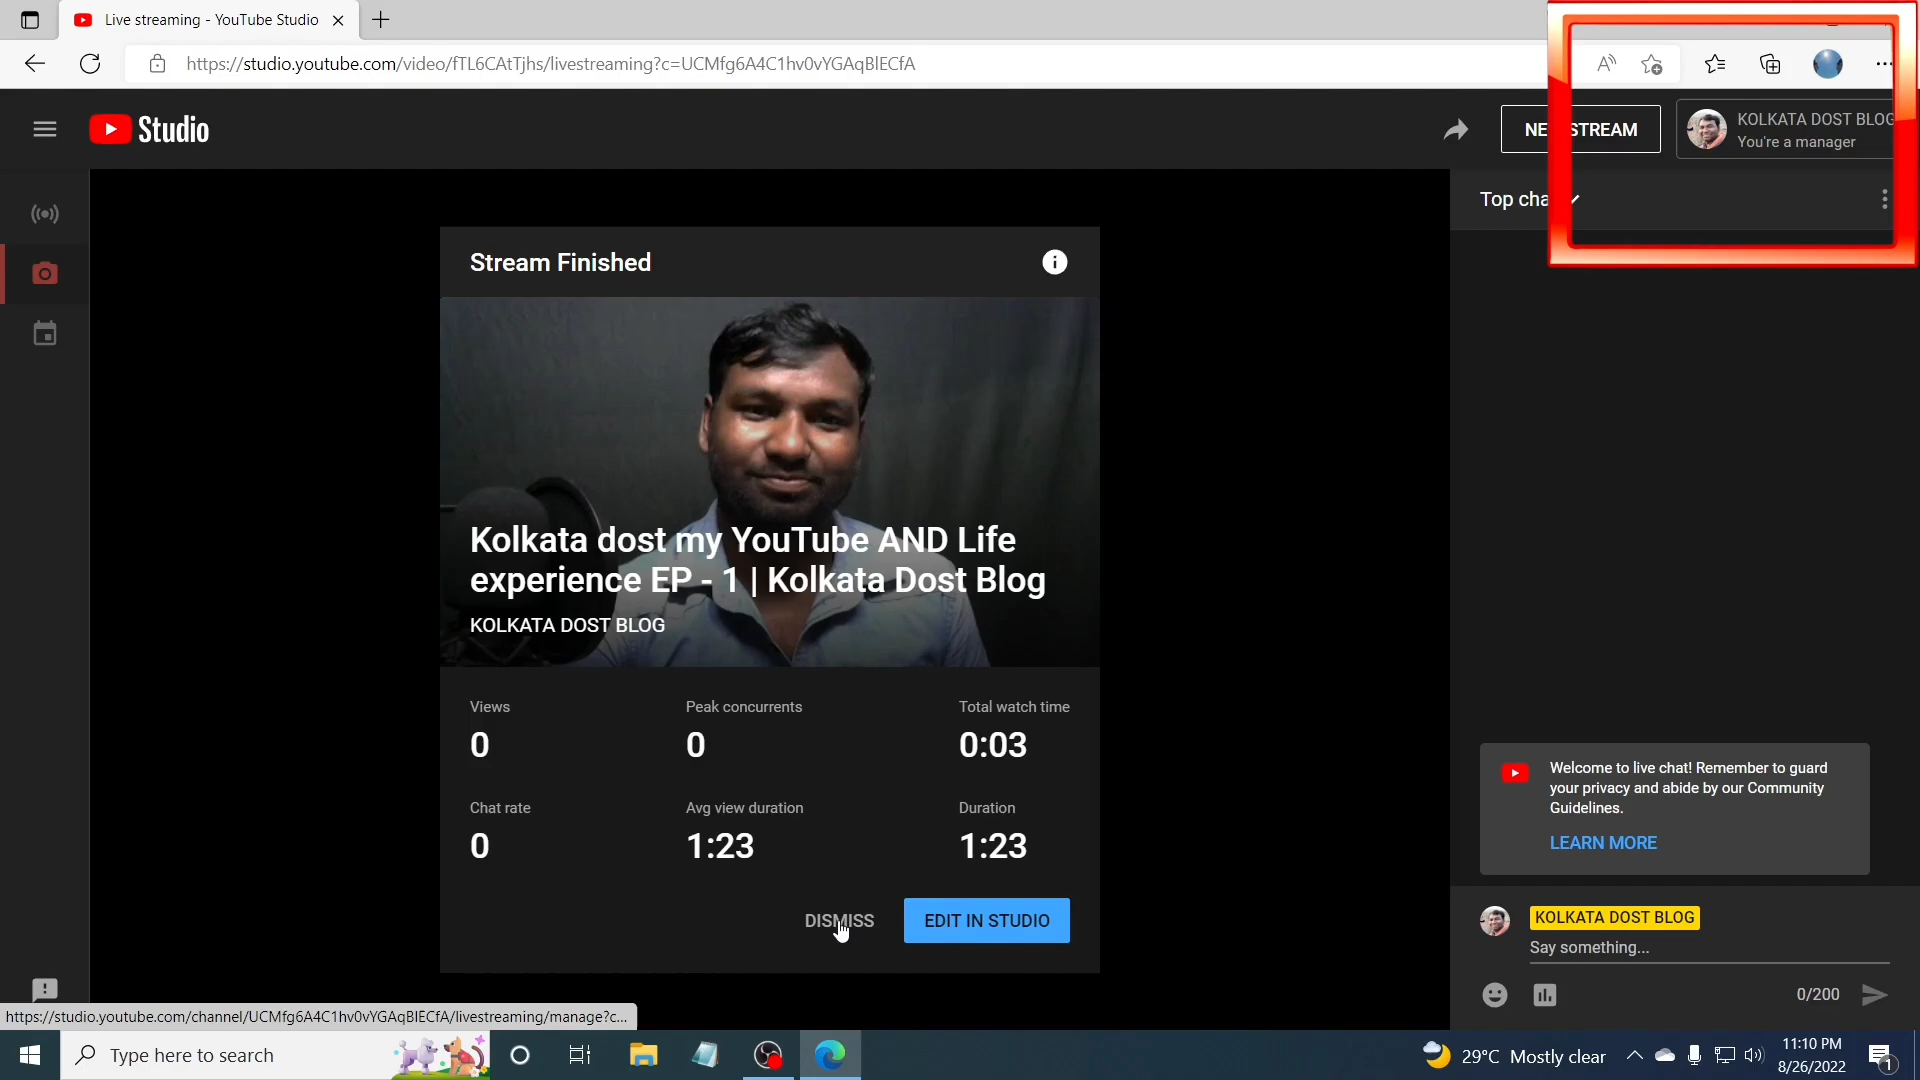 Live streaming - YouTube Studio
https://studio.youtube.com/video/fTL6CAtTjhs/livestreaming?c=UCMfg6A4C1hv0vYGAqBlECfA
Studio
STREAM
KOLKATA DOST BLOG
You're a manager
Top cha
Stream Finished
Kolkata dost my YouTube AND Life
experience EP - 1 | Kolkata Dost Blog
KOLKATA DOST BLOG
Views
Peak concurrents
Total watch time
0
0
0:03
Chat rate
Avg view duration
Duration
0
1:23
1:23
DISMISS
EDIT IN STUDIO
Welcome to live chat! Remember to guard
your privacy and abide by our Community
Guidelines.
LEARN MORE
KOLKATA DOST BLOG
Say something...
0/200
https://studio.youtube.com/channel/UCMfg6A4C1hv0vYGAqBlECfA/livestreaming/manage?c...
Type here to search
29°C Mostly clear
11:10 PM
8/26/2022
1